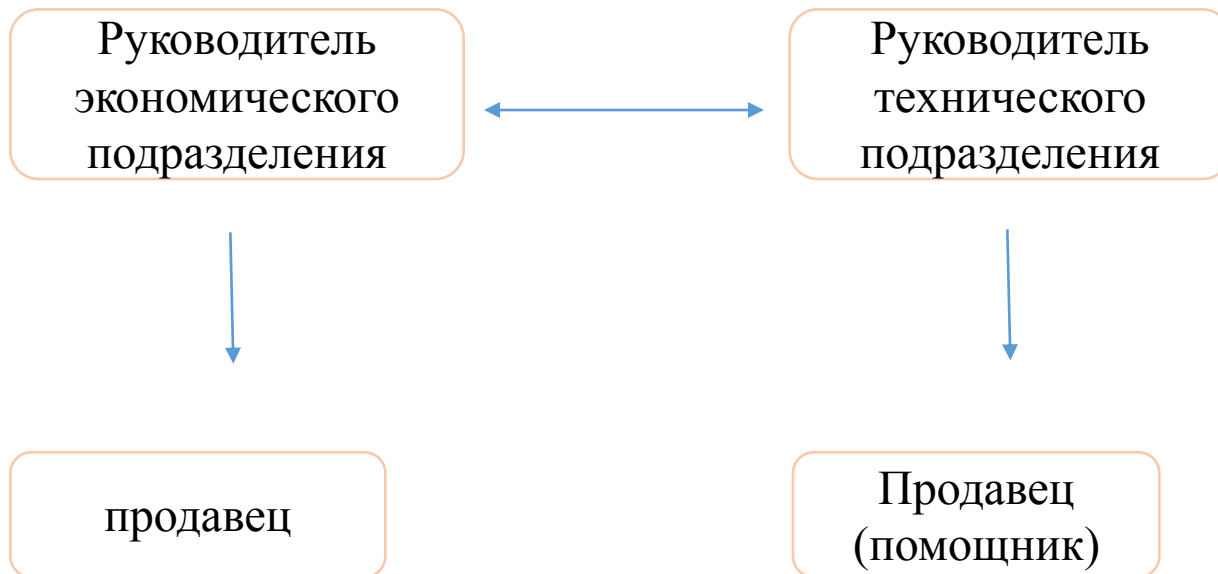 Руководитель
экономического
подразделения
Руководитель
технического
подразделения
продавец
Продавец
(помощник)